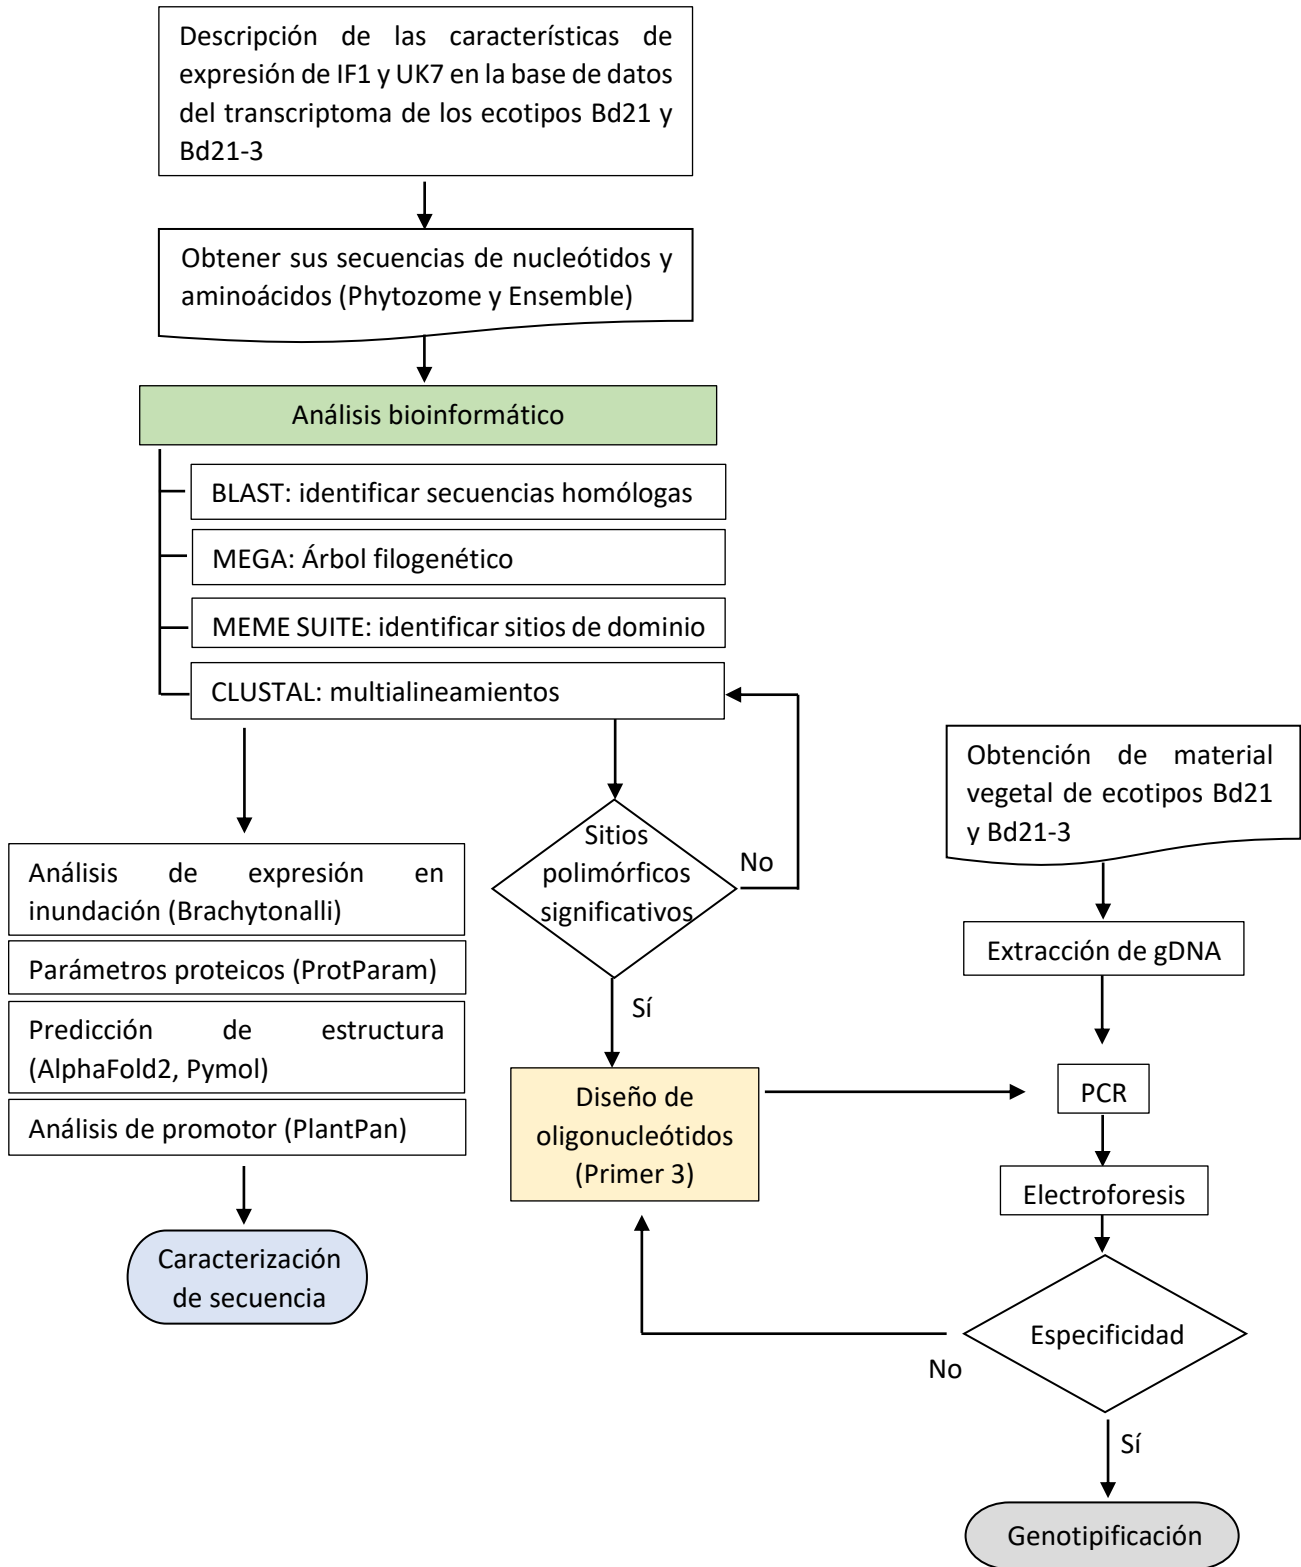 Descripción de las características de
expresión de IF1 y UK7 en la base de datos
del transcriptoma de los ecotipos Bd21 y
Bd21-3
Obtener sus secuencias de nucleótidos y
aminoácidos (Phytozome y Ensemble)
Análisis bioinformático
BLAST: identificar secuencias homólogas
MEGA: Árbol filogenético
MEME SUITE: identificar sitios de dominio
CLUSTAL: multialineamientos
Análisis de expresión en
inundación (Brachytonalli)
Parámetros proteicos (ProtParam)
Predicción de estructura
(AlphaFold2, Pymol)
Análisis de promotor (PlantPan)
Caracterización
de secuencia
Sitios
polimórficos
significativos
No
Sí
Diseño de
oligonucleótidos
(Primer 3)
Obtención de material
vegetal de ecotipos Bd21
y Bd21-3
Extracción de gDNA
PCR
Electroforesis
Especificidad
No
Sí
Genotipificación